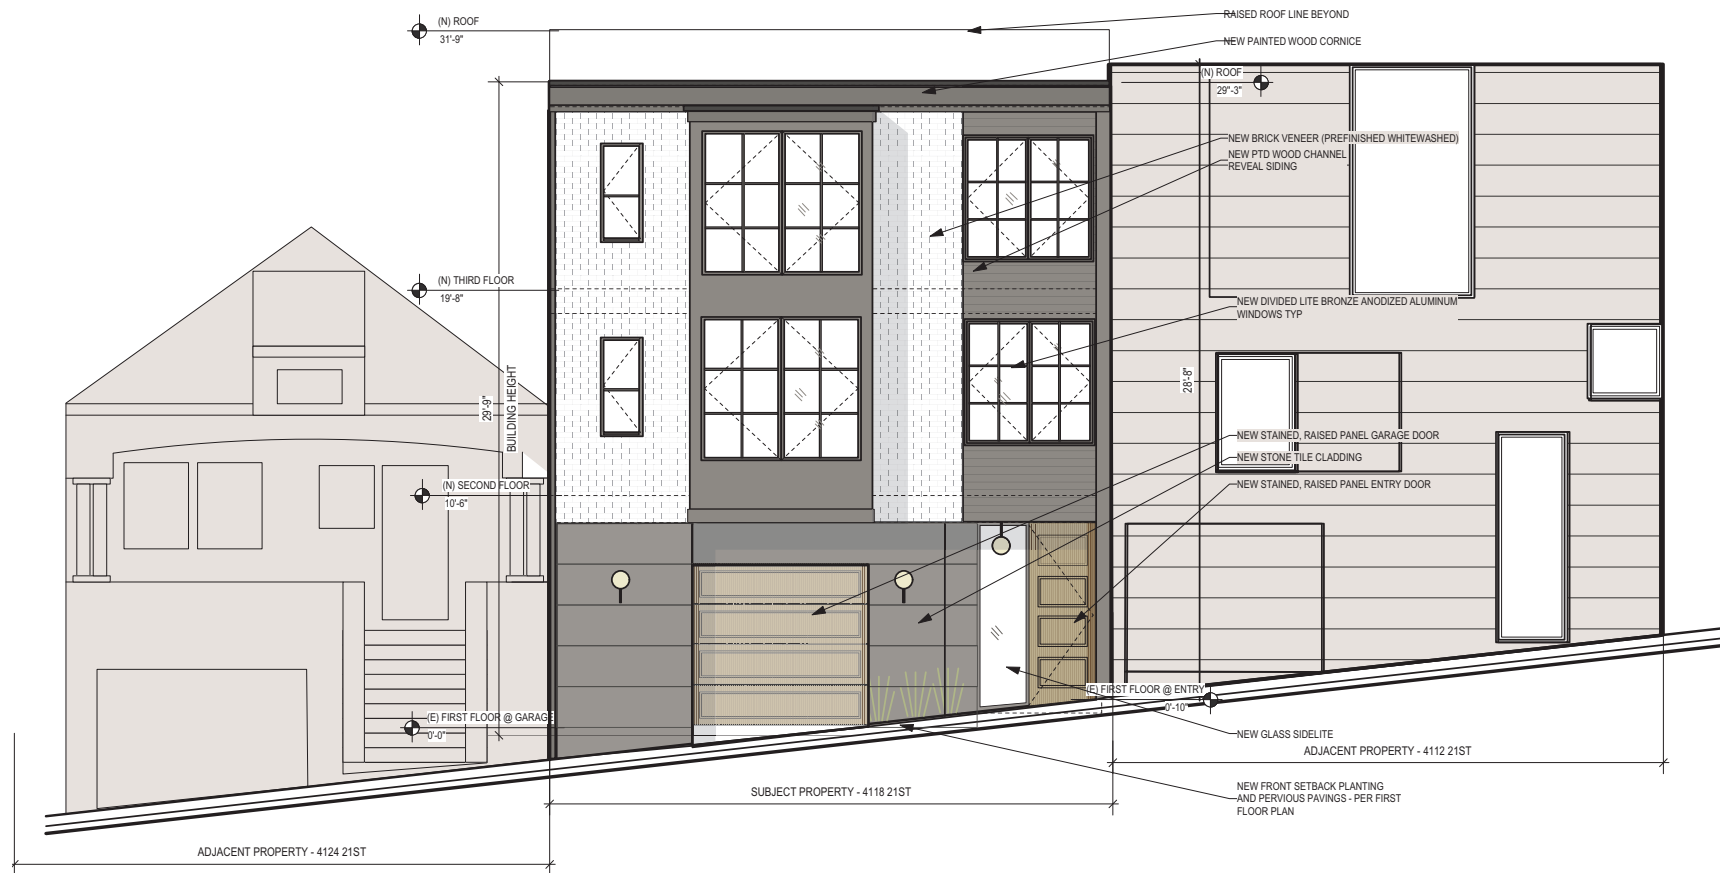 (N) ROOF
31'-9"
RAISED ROOF LINE BEYOND
NEW PAINTED WOOD CORNICE
(N) ROOF
29'-3"
NEW BRICK VENEER (PREFINISHED WHITEWASHED)
NEW PTD WOOD CHANNEL
REVEAL SIDING
(N) THIRD FLOOR
19'-8"
NEW DIVIDED LITE BRONZE ANODIZED ALUMINUM
WINDOWS TYP
29'-9"
BUILDING HEIGHT
28'-8"
NEW STAINED, RAISED PANEL GARAGE DOOR
NEW STONE TILE CLADDING
(N) SECOND FLOOR
10'-6"
NEW STAINED, RAISED PANEL ENTRY DOOR
(E) FIRST FLOOR @ ENTRY
0'-10"
(E) FIRST FLOOR @ GARAGE
0'-0"
NEW GLASS SIDELITE
ADJACENT PROPERTY - 4112 21ST
SUBJECT PROPERTY - 4118 21ST
NEW FRONT SETBACK PLANTING
AND PERVIOUS PAVINGS - PER FIRST
FLOOR PLAN
ADJACENT PROPERTY - 4124 21ST